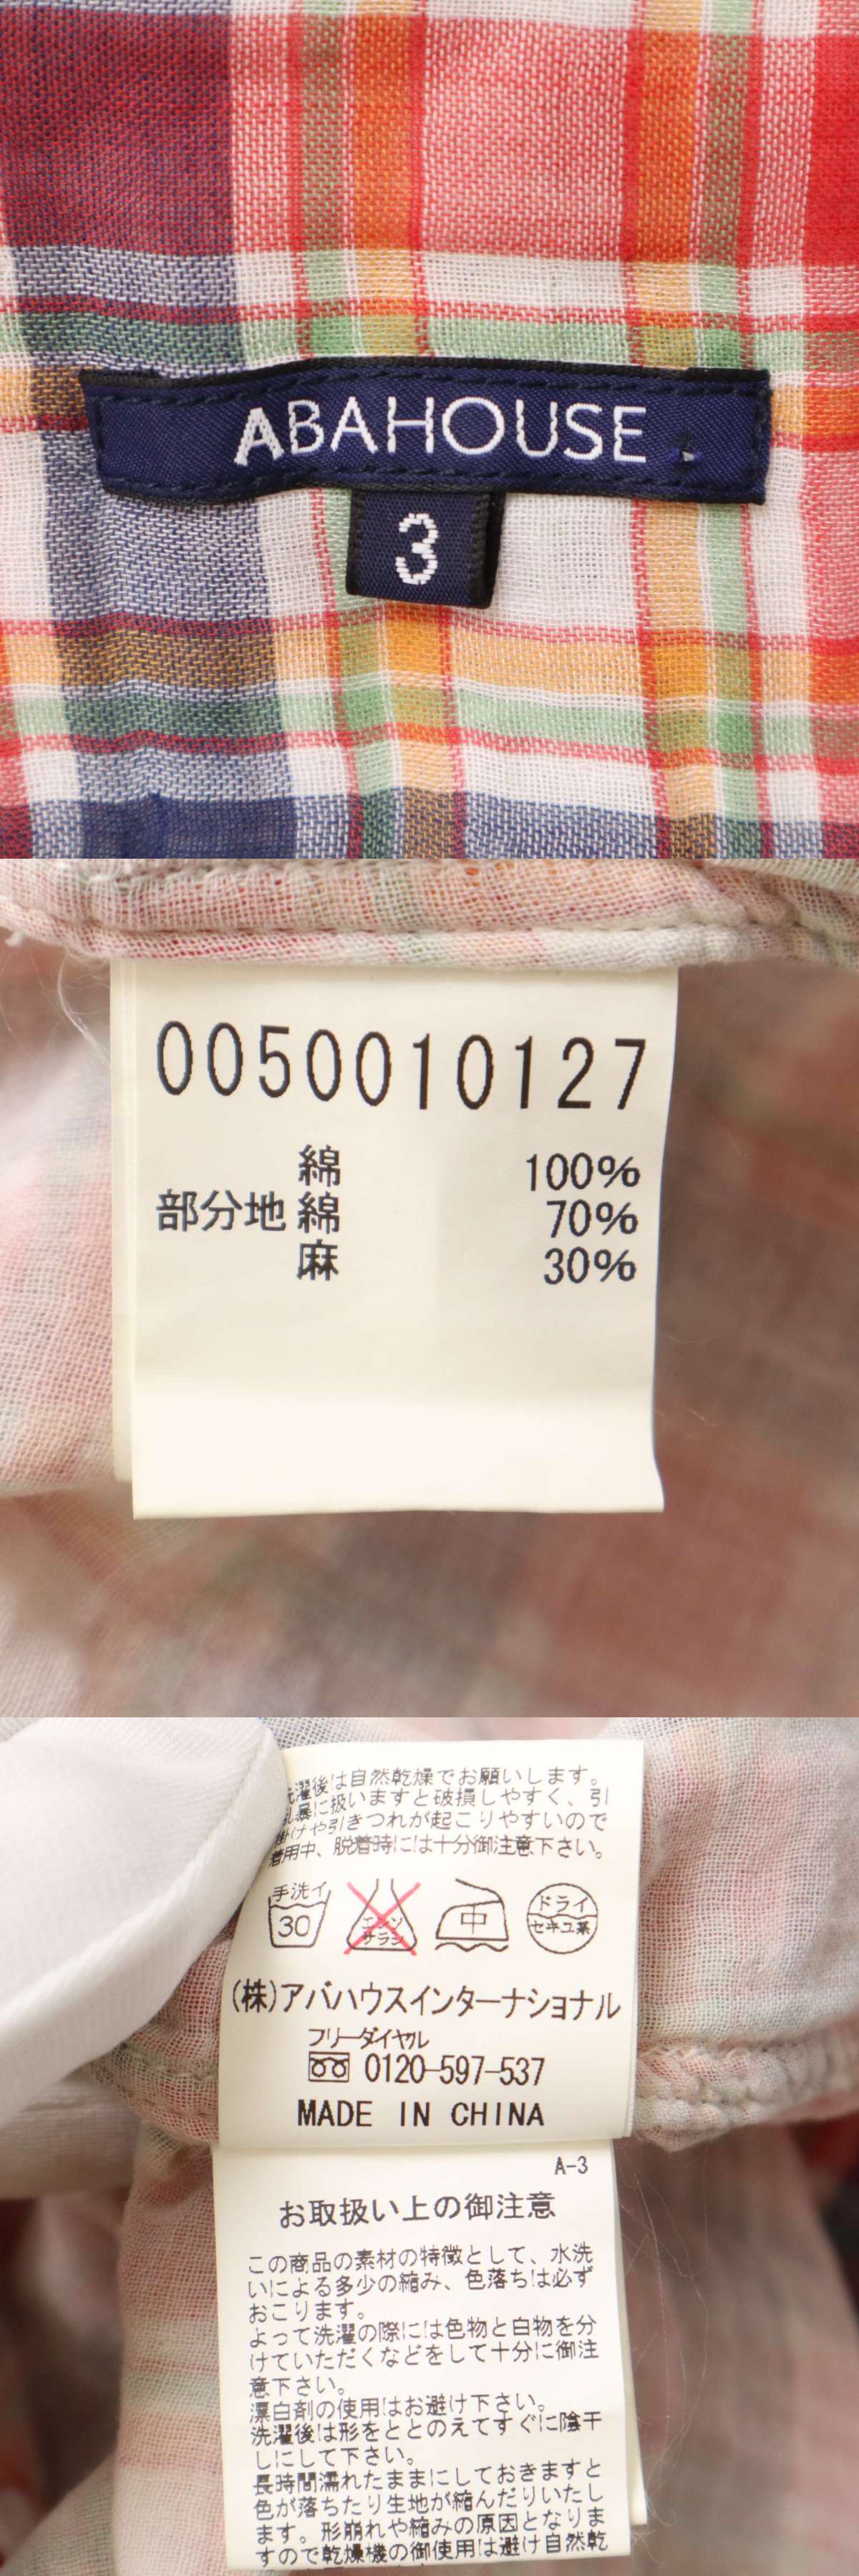 ABAHOUSE
3
0050010127
綿 100%
部分地 綿 70%
麻 30%
濯後は自然乾燥でお願いします。
暴に扱いますと破損しやすく、引
掛けや引きつれが起こりやすいので
着用中、脱着時には十分御注意下さい。
手洗イ
30
エンソ
サラシ
中
ドライ
セキユ系
(株)アバハウスインターナショナル
フリーダイヤル
0120-597-537
MADE IN CHINA
A-3
お取扱い上の御注意
この商品の素材の特徴として、水洗
いによる多少の縮み、色落ちは必ず
おこります。
よって洗濯の際には色物と白物を分
けていただくなどをして十分に御注
意下さい。
漂白剤の使用はお避け下さい。
洗濯後は形をととのえてすぐに陰干
しにして下さい。
長時間濡れたままにしておきますと
色が落ちたり生地が縮んだりいたし
ます。形崩れや縮みの原因となりま
すので乾燥機の御使用は避け自然乾